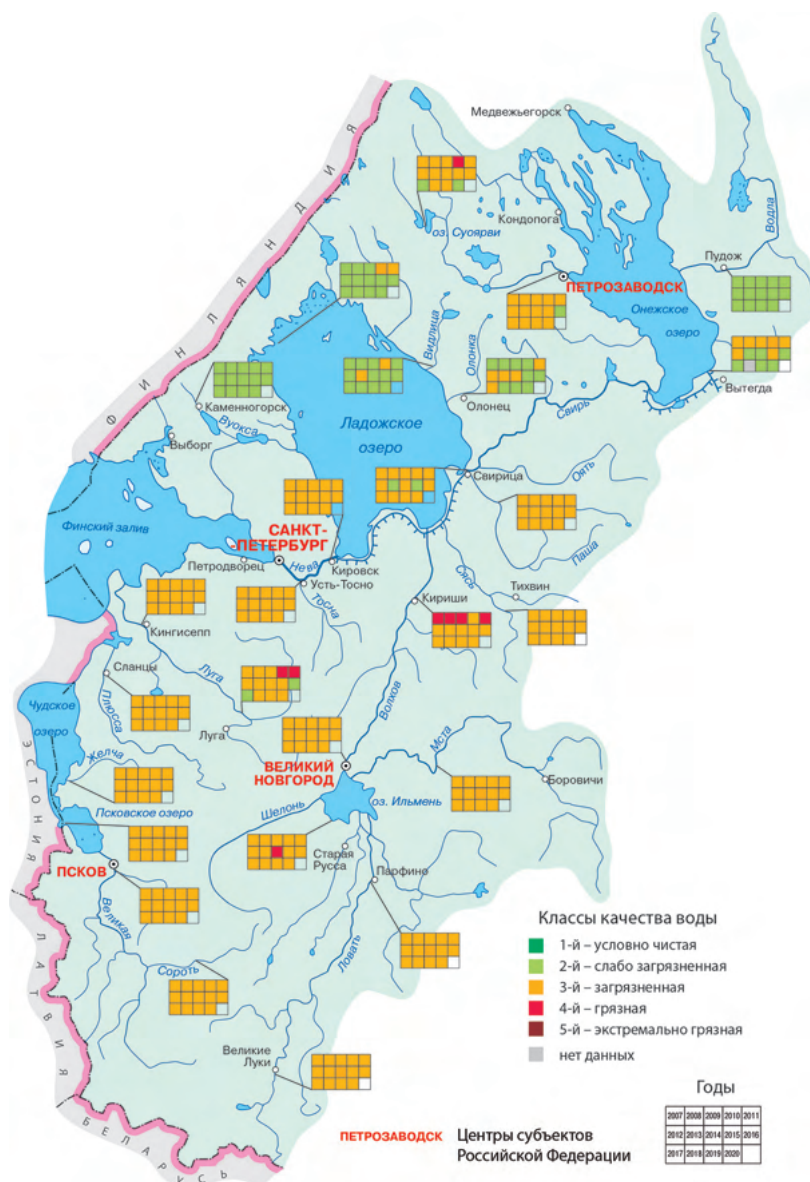 Медвежьегорск
Водла
Кондопога
оз. Суоярви
Пудож
ПЕТРОЗАВОДСК
Онежское
озеро
Видлица
Олонка
Вытегда
ФИНЛЯНДИЯ
Каменногорск
Олонец
Вуокса
Ладожское
озеро
Свирь
Выборг
Свирица
Оять
Финский залив
САНКТ-
-ПЕТЕРБУРГ
Паша
Петродворец
Нева
Кировск
Усть-Тосно
Сясь
Тихвин
Тосна
Кириши
Кингисепп
Сланцы
Луга
Волхов
Чудское
озеро
Плюсса
Луга
Мста
ВЕЛИКИЙ
НОВГОРОД
Желча
Боровичи
ЭСТОНИЯ
оз. Ильмень
Шелонь
Псковское озеро
Старая
Русса
ПСКОВ
Парфино
Великая
Ловать
Сороть
ЛАТВИЯ
Великие
Луки
БЕЛАРУСЬ
Классы качества воды
1-й – условно чистая
2-й – слабо загрязненная
3-й – загрязненная
4-й – грязная
5-й – экстремально грязная
нет данных
Годы
2007 2008 2009 2010 2011
2012 2013 2014 2015 2016
2017 2018 2019 2020
ПЕТРОЗАВОДСК Центры субъектов
Российской Федерации